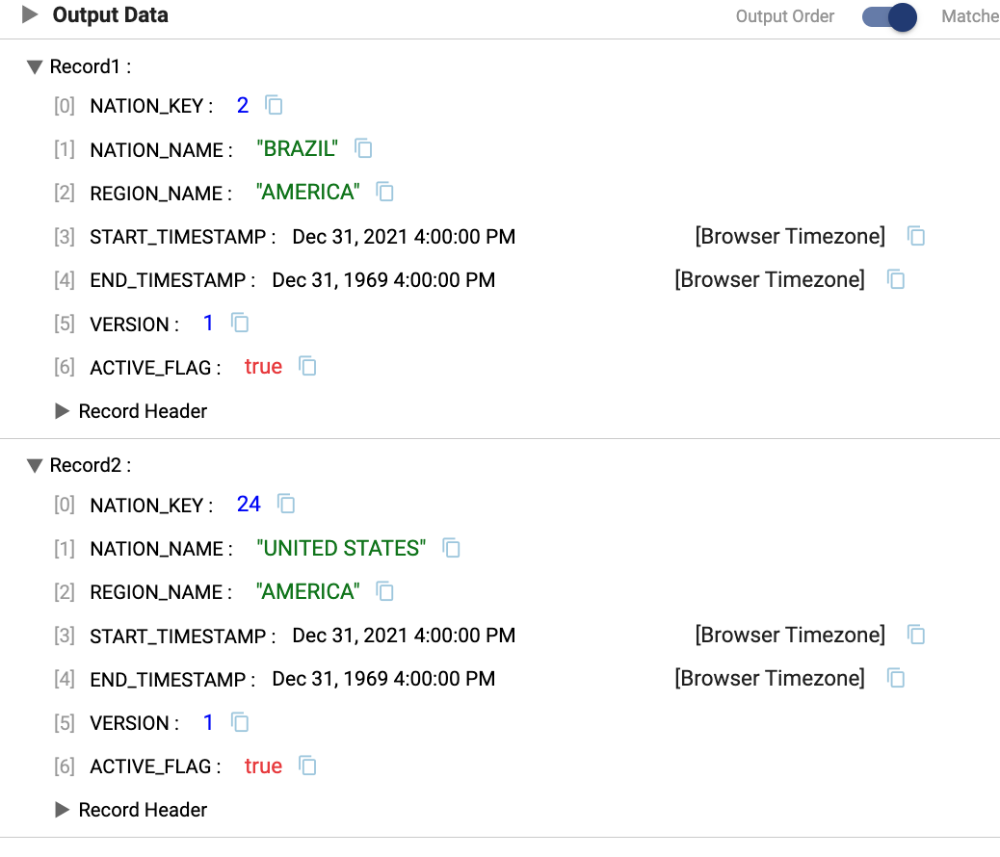 Output Data Output Order Matche
Record1 :
[0] NATION_KEY : 2
[1] NATION_NAME : "BRAZIL"
[2] REGION_NAME : "AMERICA"
[3] START_TIMESTAMP : Dec 31, 2021 4:00:00 PM [Browser Timezone]
[4] END_TIMESTAMP : Dec 31, 1969 4:00:00 PM [Browser Timezone]
[5] VERSION : 1
[6] ACTIVE_FLAG : true
Record Header
Record2 :
[0] NATION_KEY : 24
[1] NATION_NAME : "UNITED STATES"
[2] REGION_NAME : "AMERICA"
[3] START_TIMESTAMP : Dec 31, 2021 4:00:00 PM [Browser Timezone]
[4] END_TIMESTAMP : Dec 31, 1969 4:00:00 PM [Browser Timezone]
[5] VERSION : 1
[6] ACTIVE_FLAG : true
Record Header